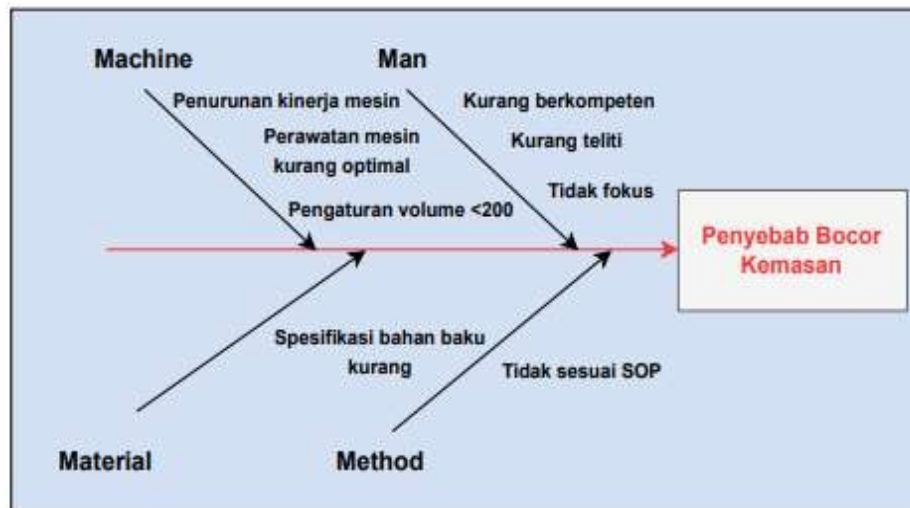 Machine
Man
Penurunan kinerja mesin
Perawatan mesin
kurang optimal
Pengaturan volume <200
Kurang berkompeten
Kurang teliti
Tidak fokus
Penyebab Bocor
Kemasan
Spesifikasi bahan baku
kurang
Tidak sesuai SOP
Material
Method